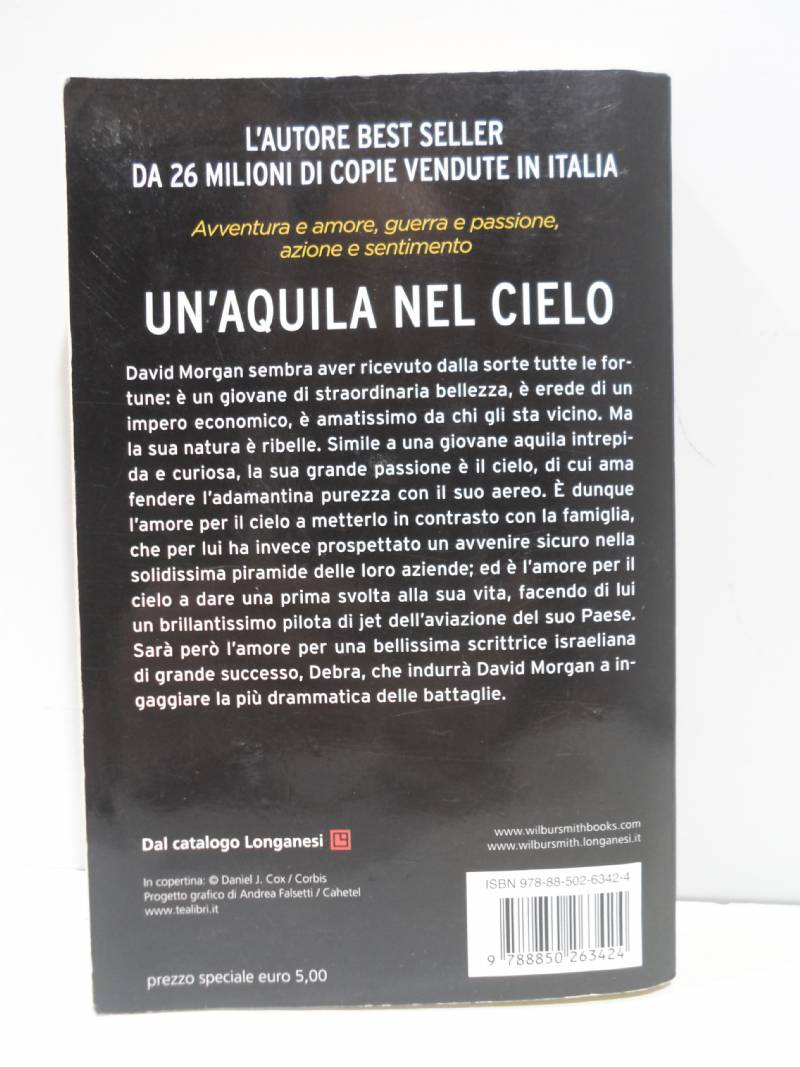 L'AUTORE BEST SELLER
DA 26 MILIONI DI COPIE VENDUTE IN ITALIA
Avventura e amore, guerra e passione,
azione e sentimento
UN'AQUILA NEL CIELO
David Morgan sembra aver ricevuto dalla sorte tutte le for-
tune: è un giovane di straordinaria bellezza, è erede di un
impero economico, è amatissimo da chi gli sta vicino. Ma
la sua natura è ribelle. Simile a una giovane aquila intrepi-
da e curiosa, la sua grande passione è il cielo, di cui ama
fendere l'adamantina purezza con il suo aereo. È dunque
l'amore per il cielo a metterlo in contrasto con la famiglia,
che per lui ha invece prospettato un avvenire sicuro nella
solidissima piramide delle loro aziende; ed è l'amore per il
cielo a dare una prima svolta alla sua vita, facendo di lui
un brillantissimo pilota di jet dell'aviazione del suo Paese.
Sarà però l'amore per una bellissima scrittrice israeliana
di grande successo, Debra, che indurrà David Morgan a in-
gaggiare la più drammatica delle battaglie.
Dal catalogo Longanesi
www.wilbursmithbooks.com
www.wilbursmith.longanesi.it
In copertina: © Daniel J. Cox / Corbis
Progetto grafico di Andrea Falsetti / Cahetel
www.tealibri.it
ISBN 978-88-502-6342-4
9 788850 263424
prezzo speciale euro 5,00